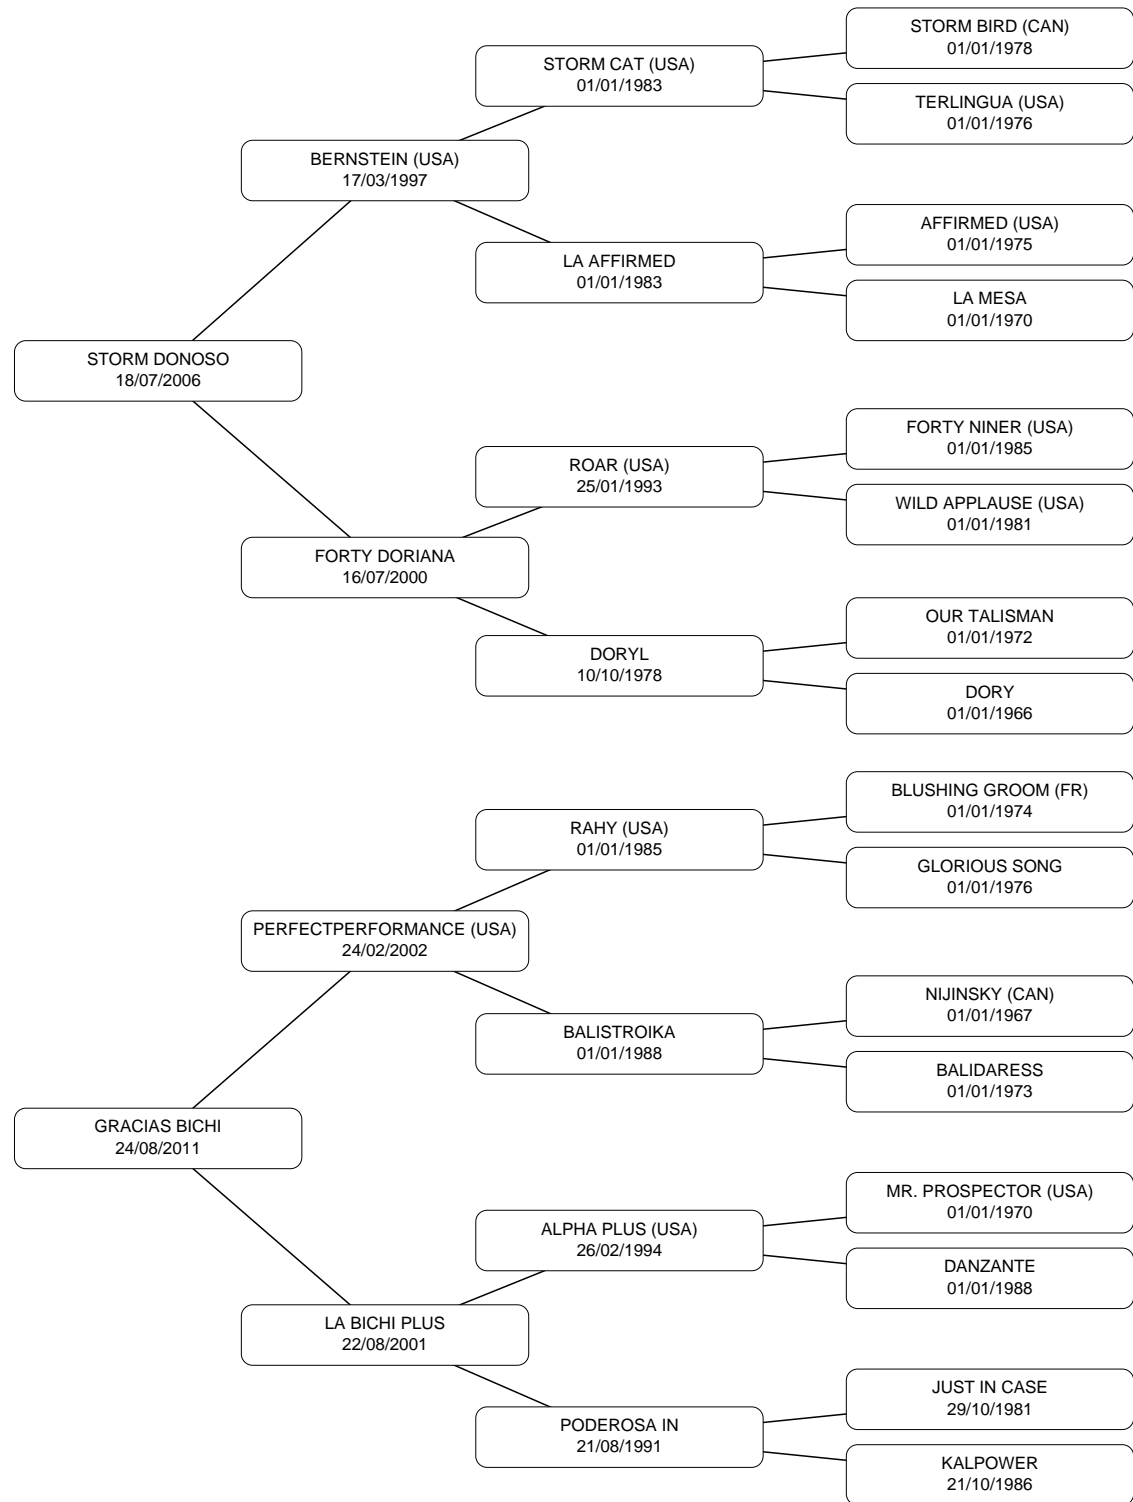 STORM BIRD (CAN)
01/01/1978
STORM CAT (USA)
01/01/1983
TERLINGUA (USA)
01/01/1976
BERNSTEIN (USA)
17/03/1997
AFFIRMED (USA)
01/01/1975
LA AFFIRMED
01/01/1983
LA MESA
01/01/1970
STORM DONOSO
18/07/2006
FORTY NINER (USA)
01/01/1985
ROAR (USA)
25/01/1993
WILD APPLAUSE (USA)
01/01/1981
FORTY DORIANA
16/07/2000
OUR TALISMAN
01/01/1972
DORYL
10/10/1978
DORY
01/01/1966
BLUSHING GROOM (FR)
01/01/1974
RAHY (USA)
01/01/1985
GLORIOUS SONG
01/01/1976
PERFECTPERFORMANCE (USA)
24/02/2002
NIJINSKY (CAN)
01/01/1967
BALISTROIKA
01/01/1988
BALIDARESS
01/01/1973
GRACIAS BICHI
24/08/2011
MR. PROSPECTOR (USA)
01/01/1970
ALPHA PLUS (USA)
26/02/1994
DANZANTE
01/01/1988
LA BICHI PLUS
22/08/2001
JUST IN CASE
29/10/1981
PODEROSA IN
21/08/1991
KALPOWER
21/10/1986